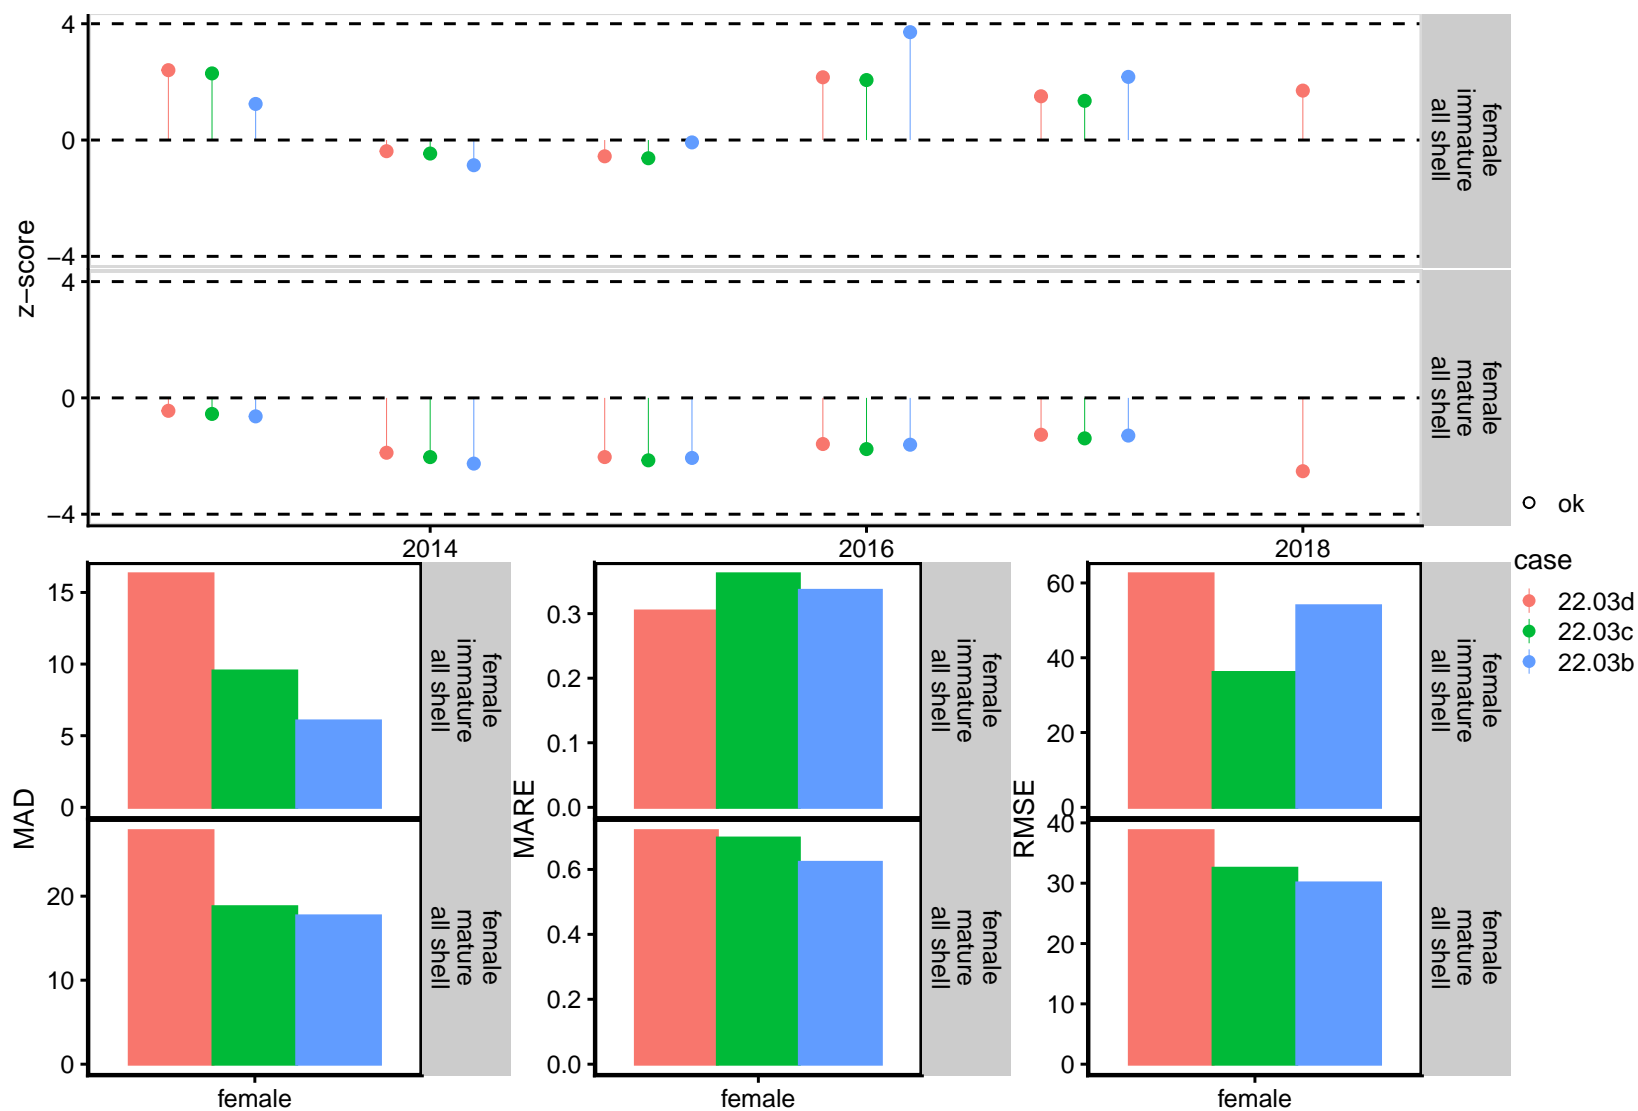 4
0
−4
z−score
female
immature
all shell
4
0
−4
female
mature
all shell
2014
2016
2018
ok
case
22.03d
22.03c
22.03b
15
10
5
0
MAD
female
immature
all shell
20
10
0
female
mature
all shell
female
0.3
0.2
0.1
0.0
MARE
female
immature
all shell
0.6
0.4
0.2
0.0
female
mature
all shell
female
60
40
20
0
RMSE
female
immature
all shell
40
30
20
10
0
female
mature
all shell
female